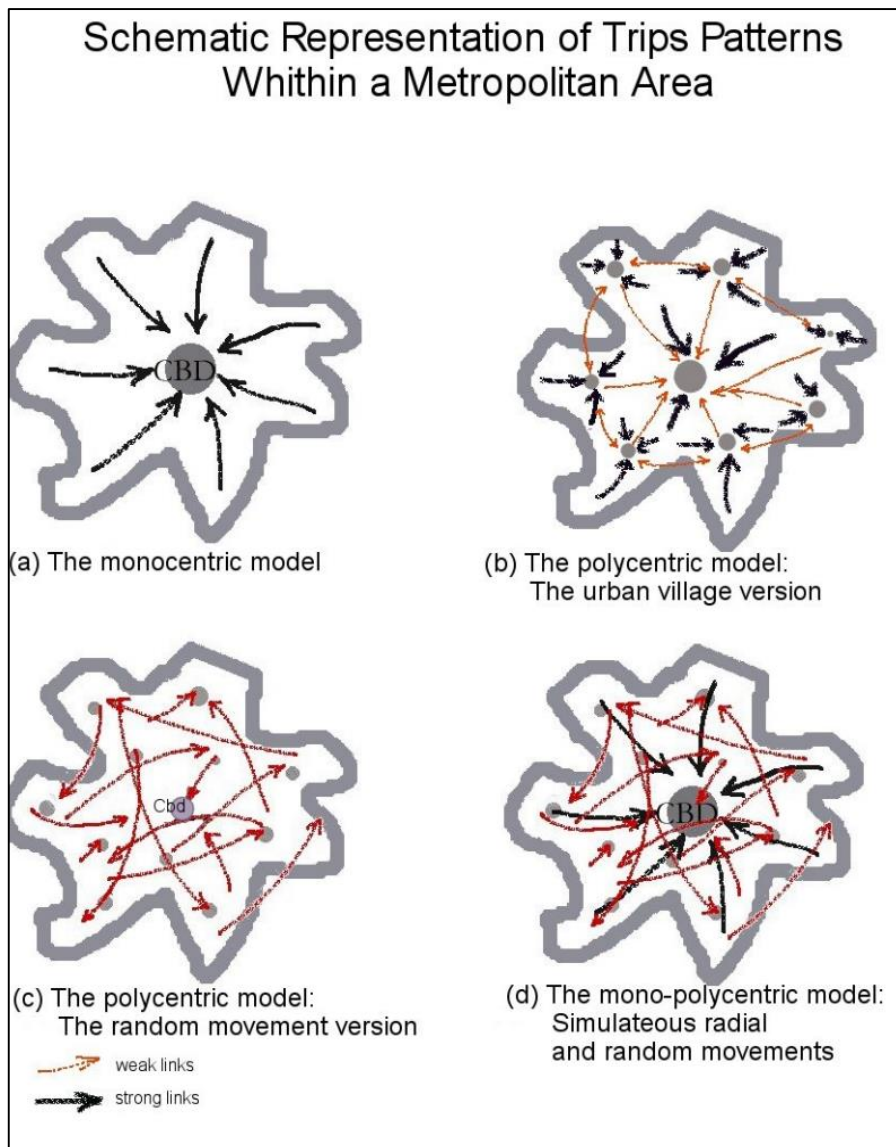 Schematic Representation of Trips Patterns
Whithin a Metropolitan Area
CBD
(a) The monocentric model
(b) The polycentric model:
The urban village version
Cbd
CBD
(c) The polycentric model:
The random movement version
(d) The mono-polycentric model:
Simulateous radial
and random movements
weak links
strong links